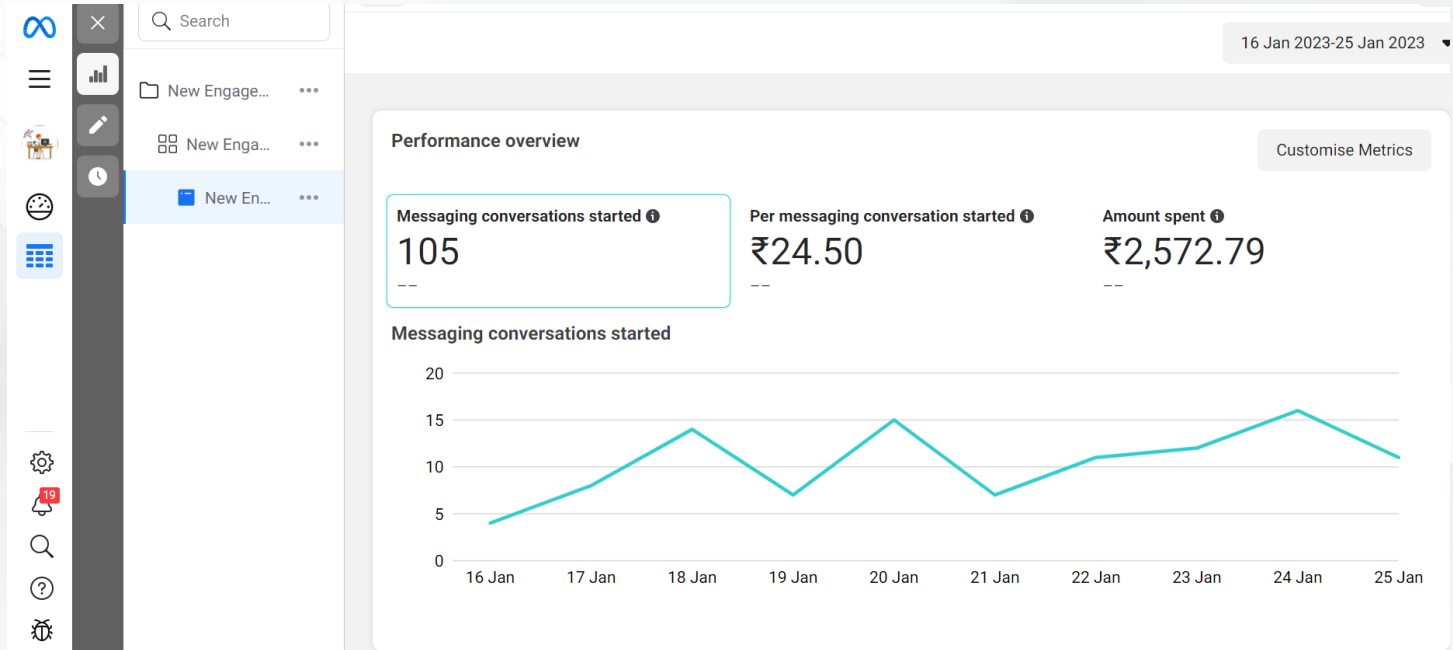 Search
16 Jan 2023-25 Jan 2023
New Engage...
New Enga...
New En...
Performance overview
Customise Metrics
Messaging conversations started
105
--
Per messaging conversation started
₹24.50
--
Amount spent
₹2,572.79
--
Messaging conversations started
20
15
10
5
0
16 Jan 17 Jan 18 Jan 19 Jan 20 Jan 21 Jan 22 Jan 23 Jan 24 Jan 25 Jan
19